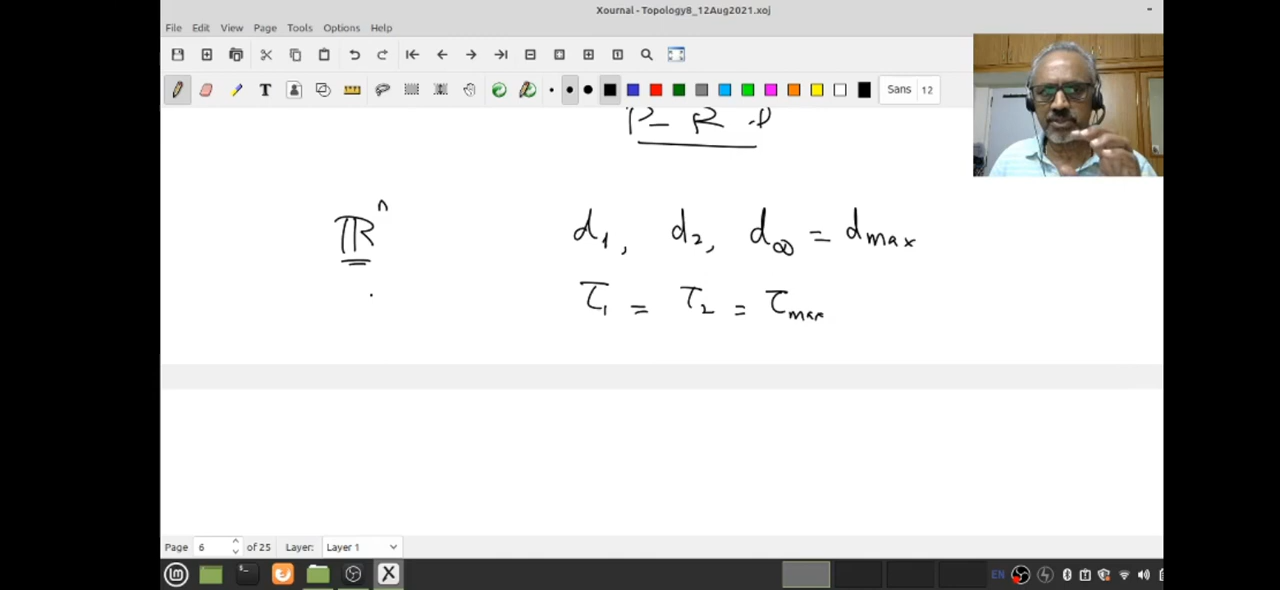 Xournal - Topology8_12Aug2021.xoj
File Edit View Page Tools Options Help
T Sans 12
ℝⁿ d₁, d₂, d∞ = dmax
τ₁ = τ₂ = τmax
Page 6 of 25 Layer: Layer 1
EN